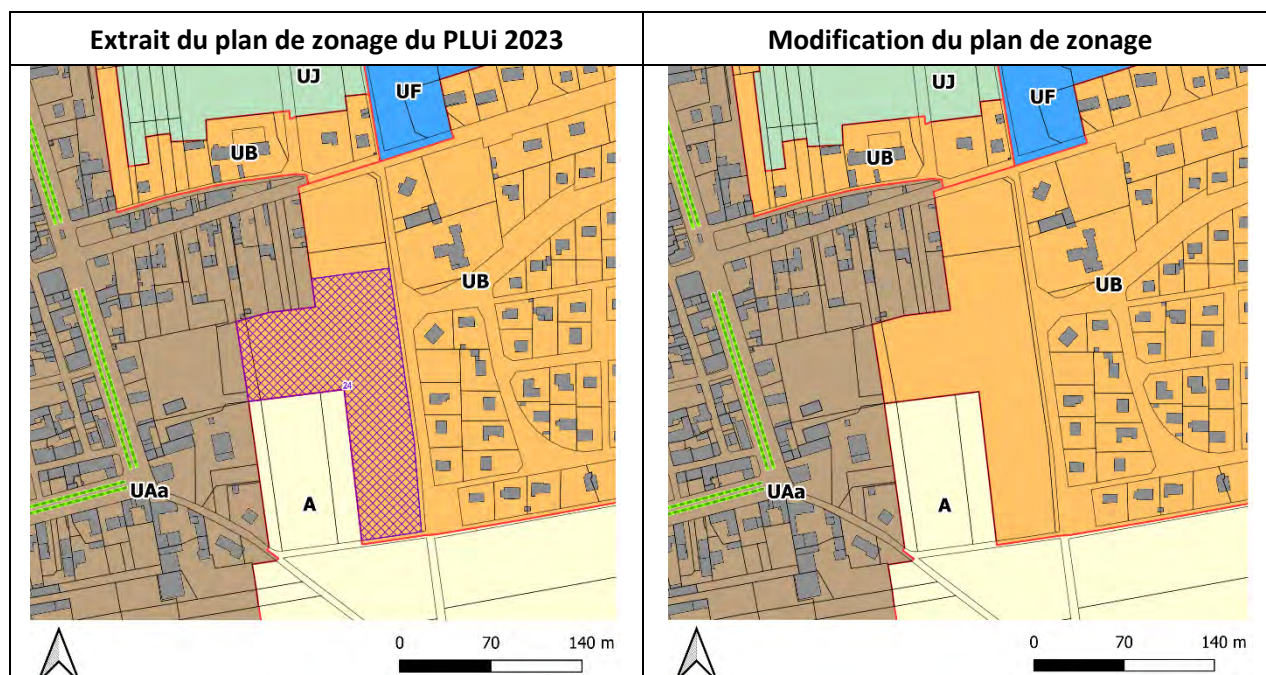 Extrait du plan de zonage du PLUi 2023
Modification du plan de zonage
UJ
UF
UB
UB
24
UAa
A
0 70 140 m
UJ
UF
UB
UB
UAa
A
0 70 140 m